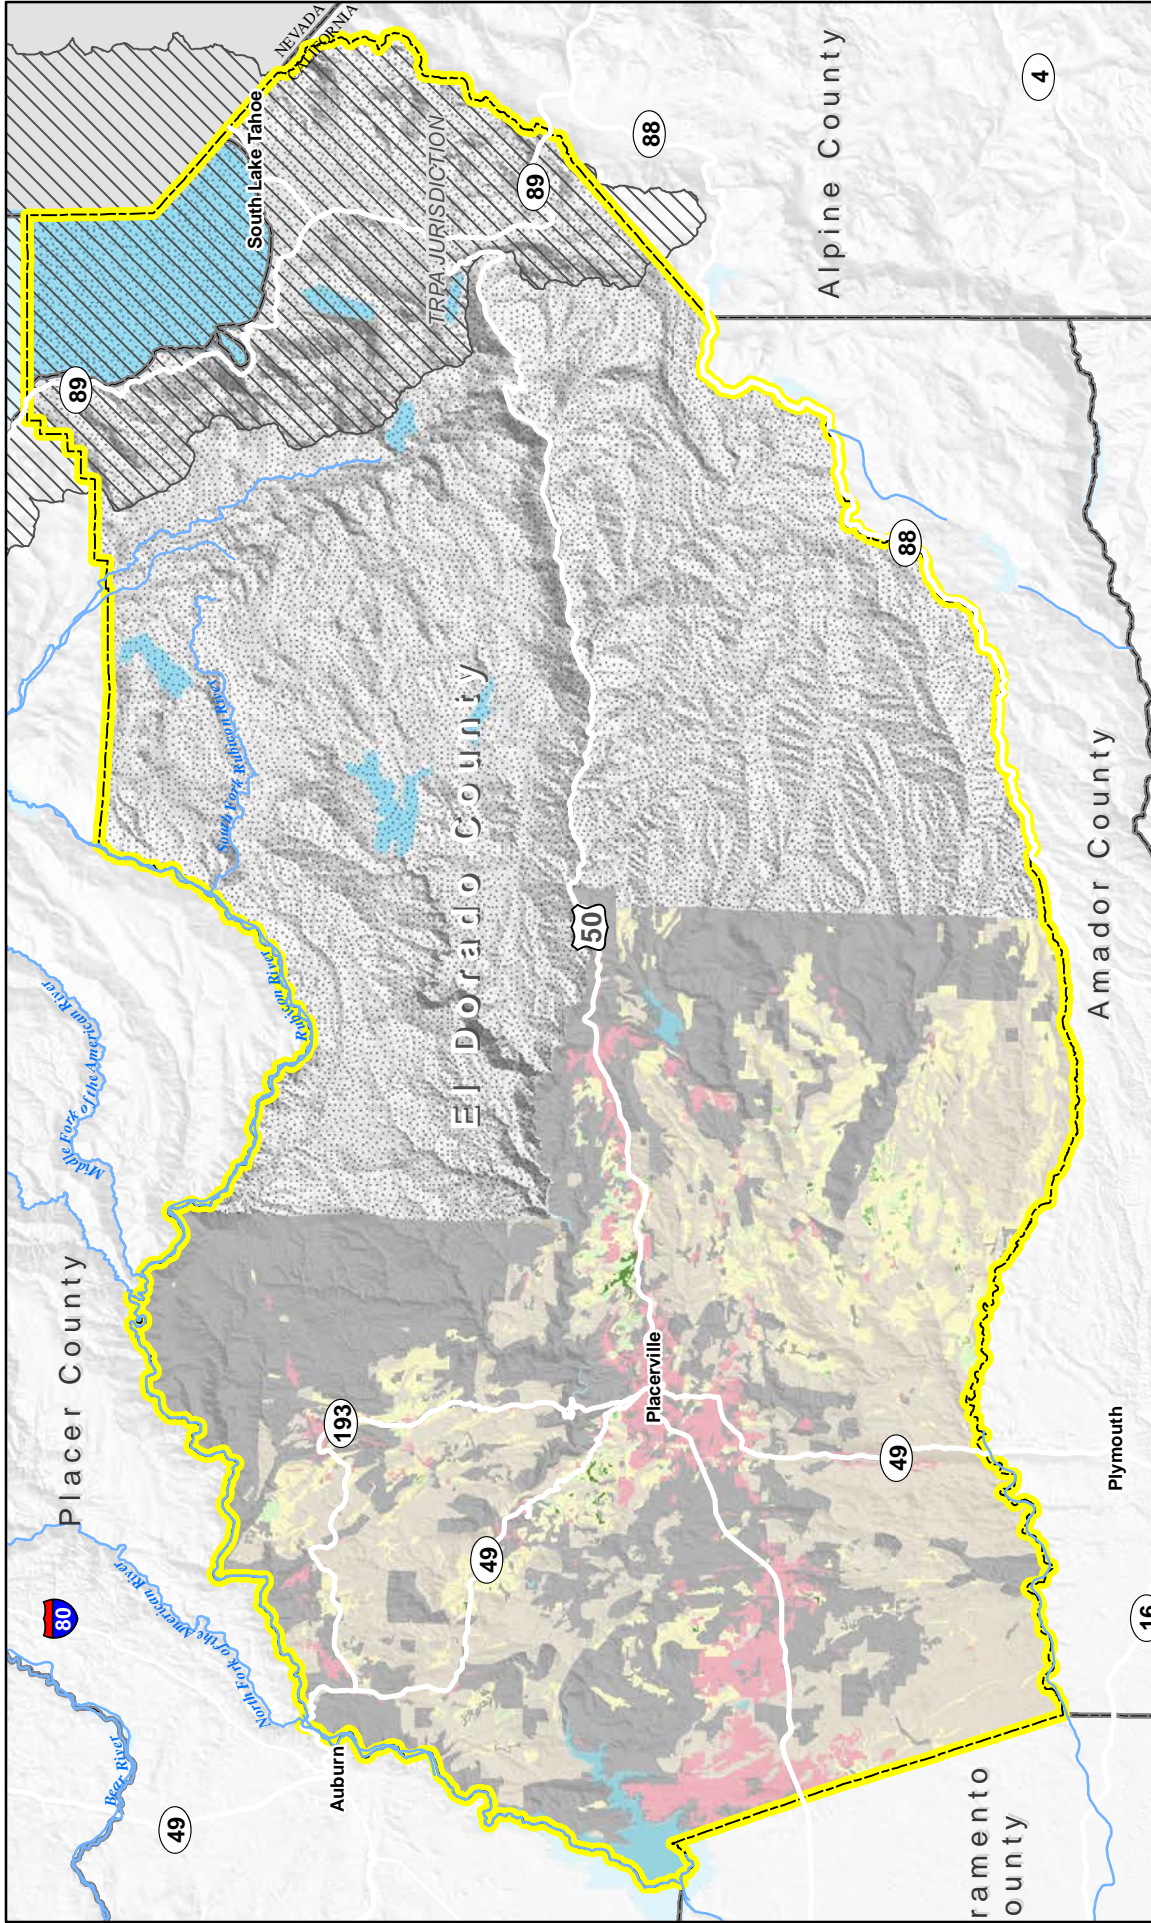 Bear River
49
80
Auburn
North Fork of the American River
Placer County
Middle Fork
of the American River
Rubicon River
South Fork Rubicon River
89
NEVADA
CALIFORNIA
South Lake Tahoe
TRPA JURISDICTION
89
88
4
Alpine County
193
49
El Dorado County
50
Placerville
49
88
Amador County
ramento
ounty
Plymouth
16